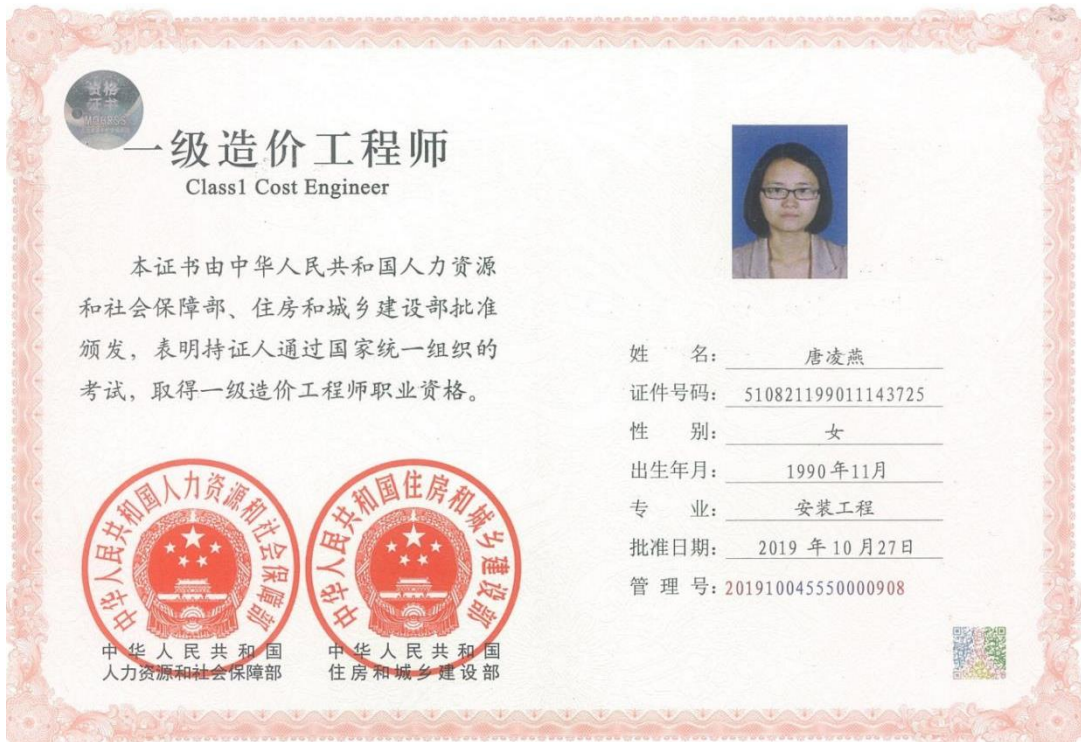 资格
证书
一级造价工程师
Class1 Cost Engineer
本证书由中华人民共和国人力资源
和社会保障部、住房和城乡建设部批准
颁发，表明持证人通过国家统一组织的
考试，取得一级造价工程师职业资格。
姓 名： 唐凌燕
证件号码： 510821199011143725
性 别： 女
出生年月： 1990年11月
专 业： 安装工程
批准日期： 2019 年 10 月27日
管 理 号：201910045550000908
中华人民共和国人力资源和社会保障部
中华人民共和国住房和城乡建设部
中华人民共和国
人力资源和社会保障部
中华人民共和国
住房和城乡建设部